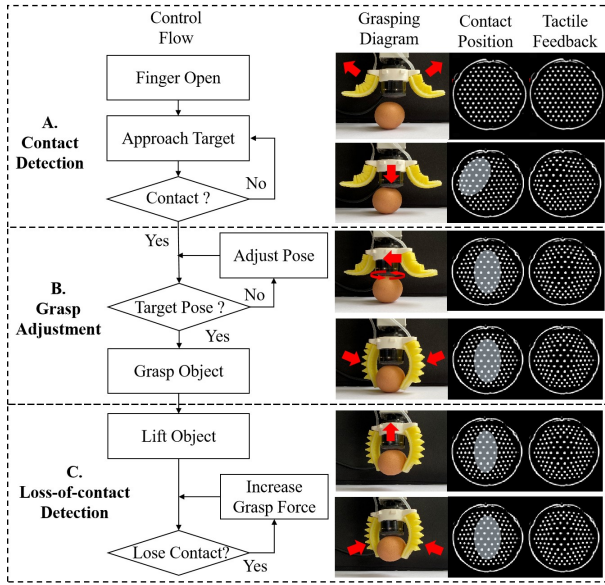 Control
Flow
Grasping
Diagram
Contact
Position
Tactile
Feedback
A.
Contact
Detection
Finger Open
Approach Target
No
Contact ?
Yes
B.
Grasp
Adjustment
Adjust Pose
No
Target Pose ?
Yes
Grasp Object
C.
Loss-of-contact
Detection
Lift Object
Increase
Grasp Force
Lose Contact?
Yes